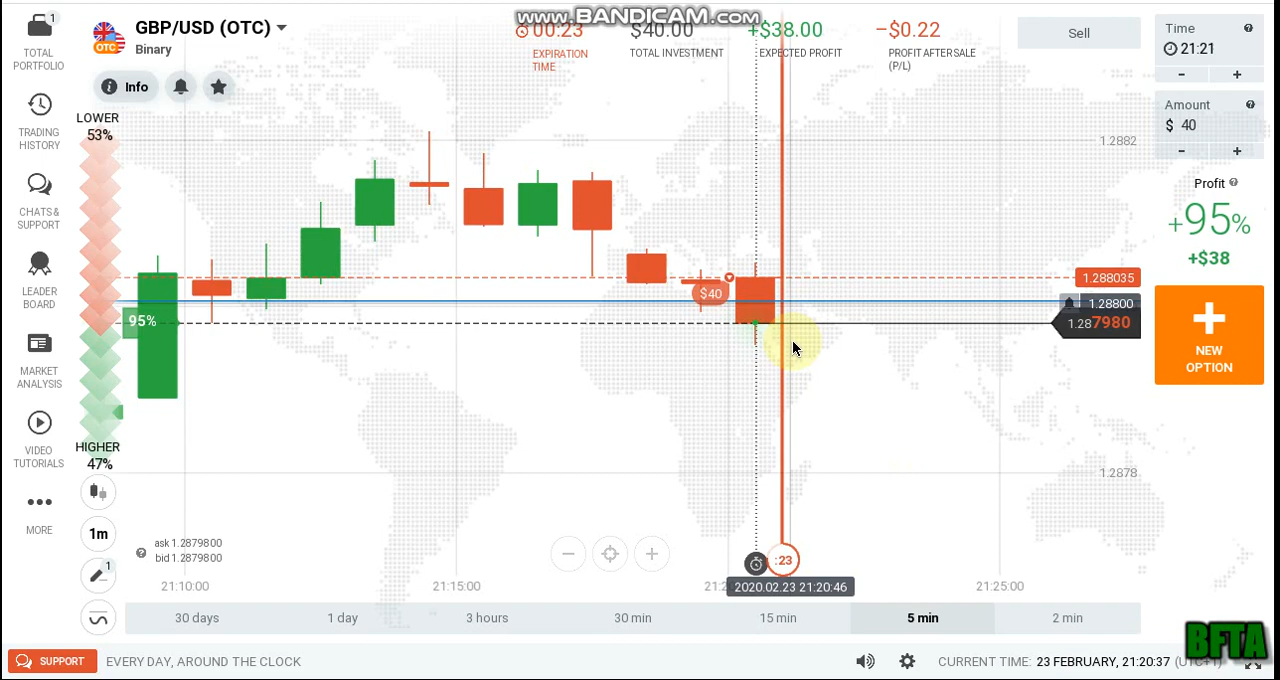 www.BANDICAM.com
1
TOTAL
PORTFOLIO
TRADING
HISTORY
CHATS &
SUPPORT
LEADER
BOARD
MARKET
ANALYSIS
VIDEO
TUTORIALS
MORE
OTC
GBP/USD (OTC)
Binary
Info
00:23
EXPIRATION
TIME
$40.00
TOTAL INVESTMENT
+$38.00
EXPECTED PROFIT
−$0.22
PROFIT AFTER SALE
(P/L)
Sell
Time
21:21
- +
Amount
$ 40
- +
Profit
+95%
+$38
NEW
OPTION
LOWER
53%
95%
HIGHER
47%
1m
1
1.2882
1.288035
$40
1.28800
1.287980
1.2878
ask 1.2879800
bid 1.2879800
:23
21:10:00
21:15:00
2020.02.23 21:20:46
21:25:00
30 days
1 day
3 hours
30 min
15 min
5 min
2 min
SUPPORT
EVERY DAY, AROUND THE CLOCK
CURRENT TIME: 23 FEBRUARY, 21:20:37 (UTC+1)
BFTA